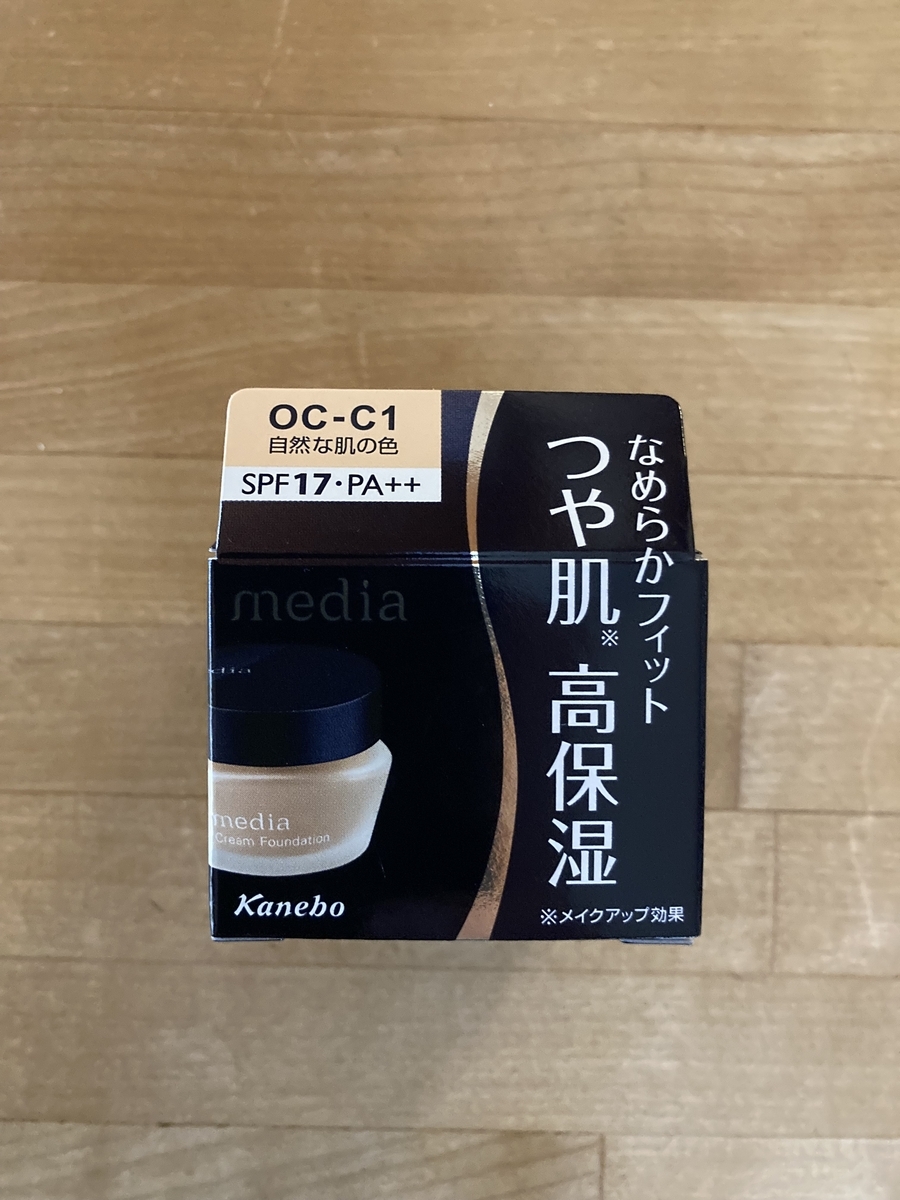 OC-C1
自然な肌の色
SPF17・PA++
なめらかフィット
つや肌※ 高保湿
media
media
Cream Foundation
Kanebo
※メイクアップ効果